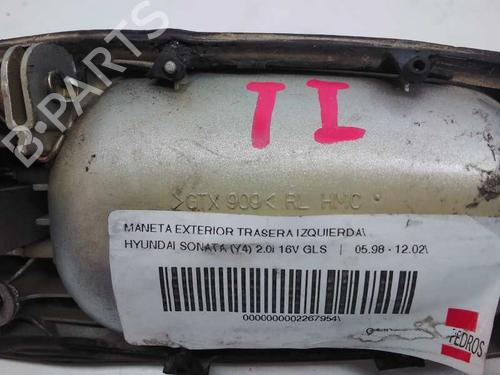 B-PARTS
TI
>GTX 909< RL HMC
MANETA EXTERIOR TRASERA IZQUIERDA\
HYUNDAI SONATA (Y4) 2.0i 16V GLS | 05.98 - 12.02\
0000000002267954\
PEDROS